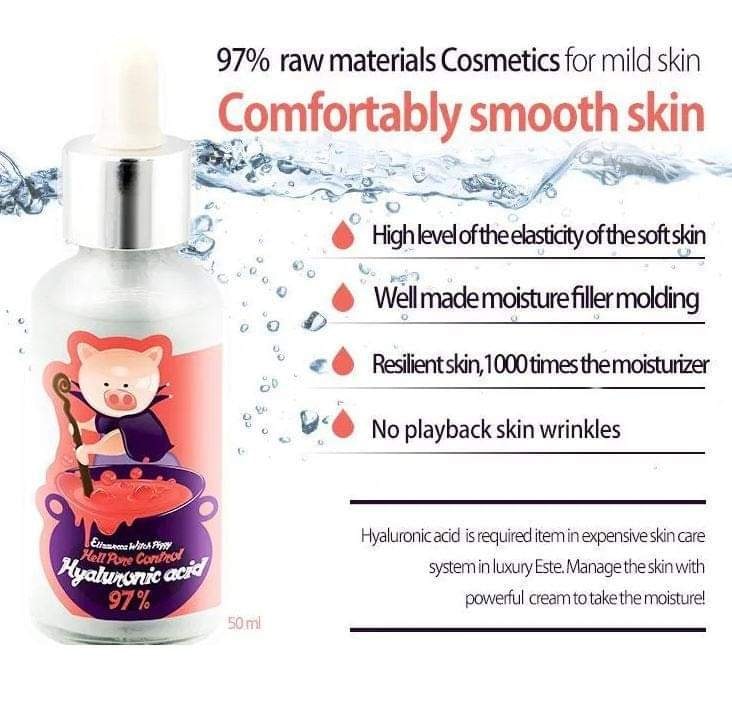 97% raw materials Cosmetics for mild skin
Comfortably smooth skin
High level of the elasticity of the soft skin
Well made moisture filler molding
Resilient skin,1000 times the moisturizer
No playback skin wrinkles
Hyaluronic acid is required item in expensive skin care
system in luxury Este. Manage the skin with
powerful cream to take the moisture!
Elizavecca Witch Piggy
Hell Pore Control
Hyaluronic acid
97%
50 ml